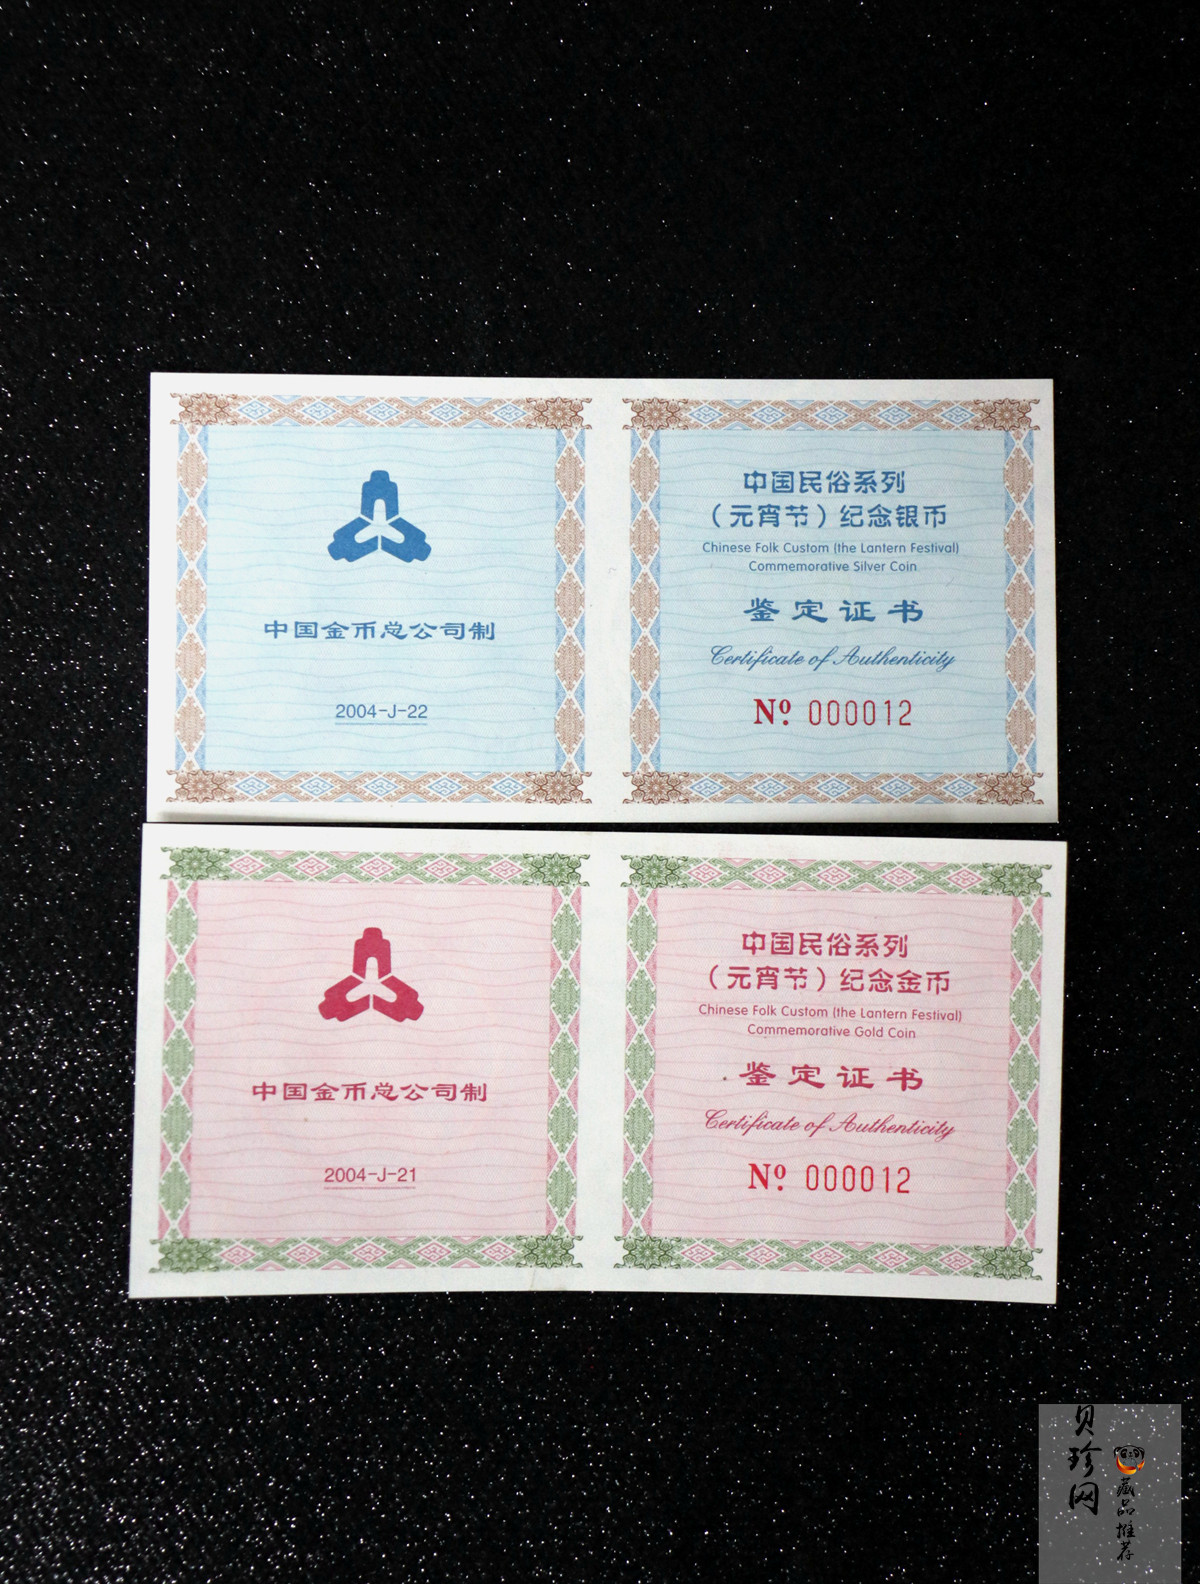 中国金币总公司制
2004-J-22
中国民俗系列
（元宵节）纪念银币
Chinese Folk Custom (the Lantern Festival)
Commemorative Silver Coin
鉴定证书
Certificate of Authenticity
Nº 000012
中国金币总公司制
2004-J-21
中国民俗系列
（元宵节）纪念金币
Chinese Folk Custom (the Lantern Festival)
Commemorative Gold Coin
鉴定证书
Certificate of Authenticity
Nº 000012
贝珍网
藏品推荐